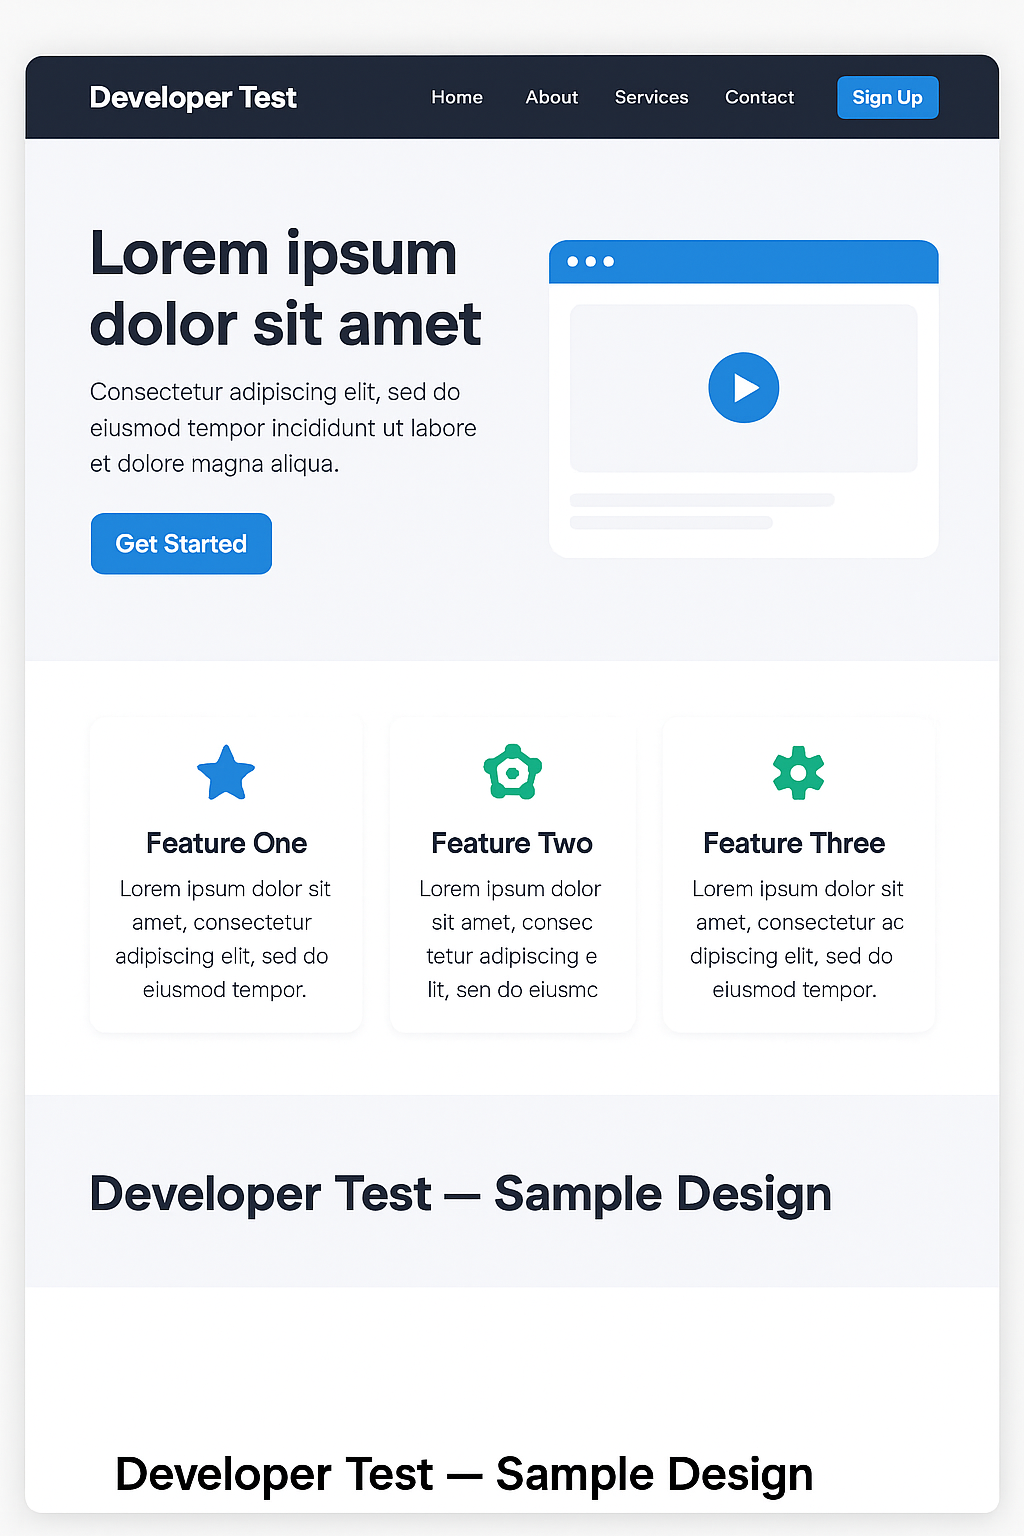 Developer Test
Home
About
Services
Contact
Sign Up
Lorem ipsum
dolor sit amet
Consectetur adipiscing elit, sed do
eiusmod tempor incididunt ut labore
et dolore magna aliqua.
Get Started
Feature One
Lorem ipsum dolor sit
amet, consectetur
adipiscing elit, sed do
eiusmod tempor.
Feature Two
Lorem ipsum dolor
sit amet, consec
tetur adipiscing e
lit, sen do eiusmc
Feature Three
Lorem ipsum dolor sit
amet, consectetur ac
dipiscing elit, sed do
eiusmod tempor.
Developer Test — Sample Design
Developer Test — Sample Design